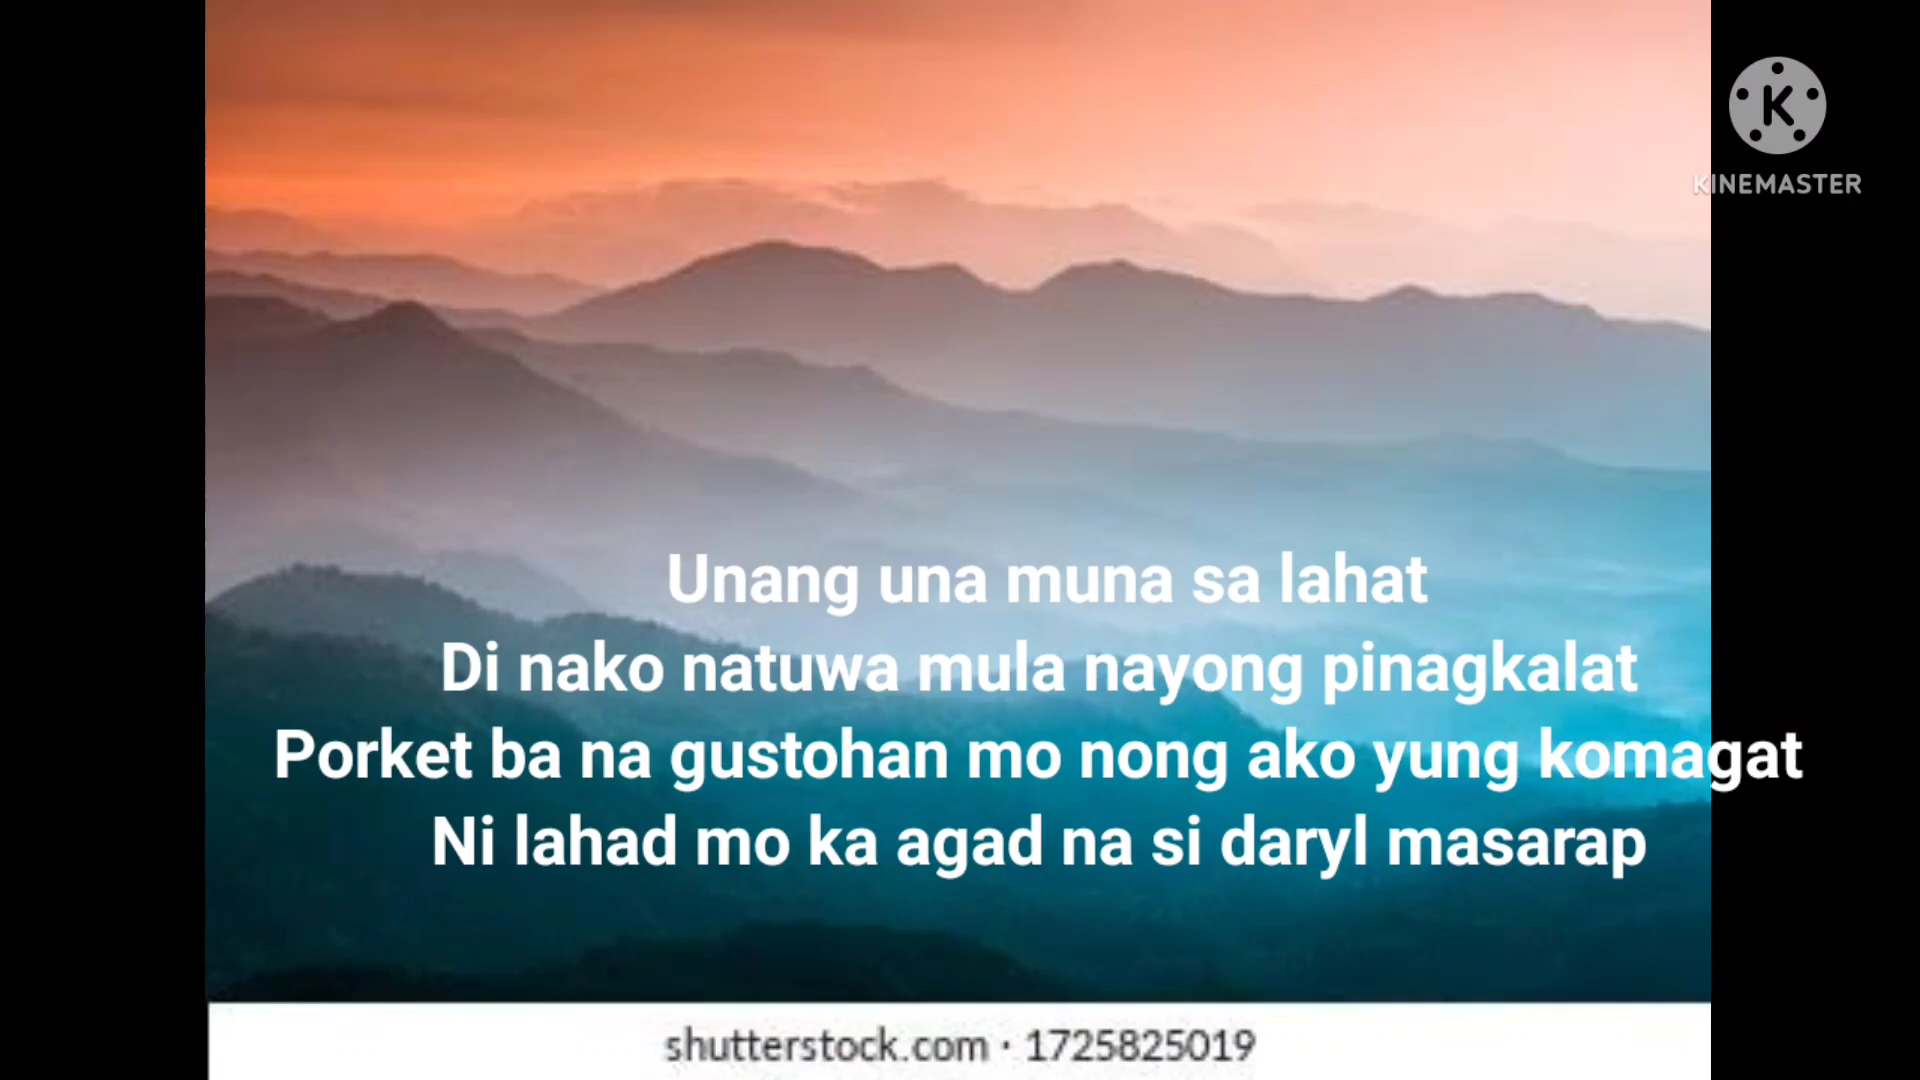 K
KINEMASTER
Unang una muna sa lahat
Di nako natuwa mula nayong pinagkalat
Porket ba na gustohan mo nong ako yung komagat
Ni lahad mo ka agad na si daryl masarap
shutterstock.com · 1725825019